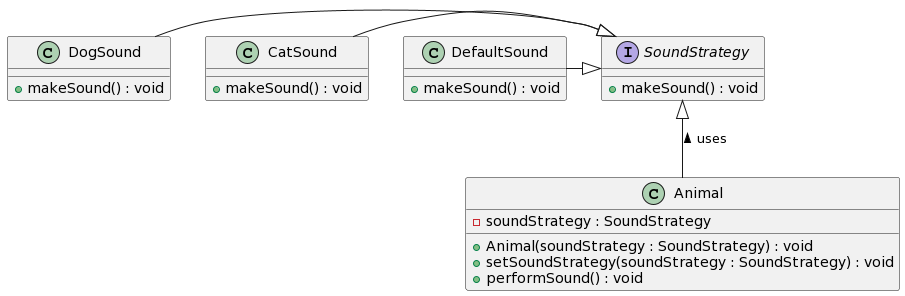 C DogSound
makeSound() : void
C CatSound
makeSound() : void
C DefaultSound
makeSound() : void
I SoundStrategy
makeSound() : void
uses
C Animal
soundStrategy : SoundStrategy
Animal(soundStrategy : SoundStrategy) : void
setSoundStrategy(soundStrategy : SoundStrategy) : void
performSound() : void